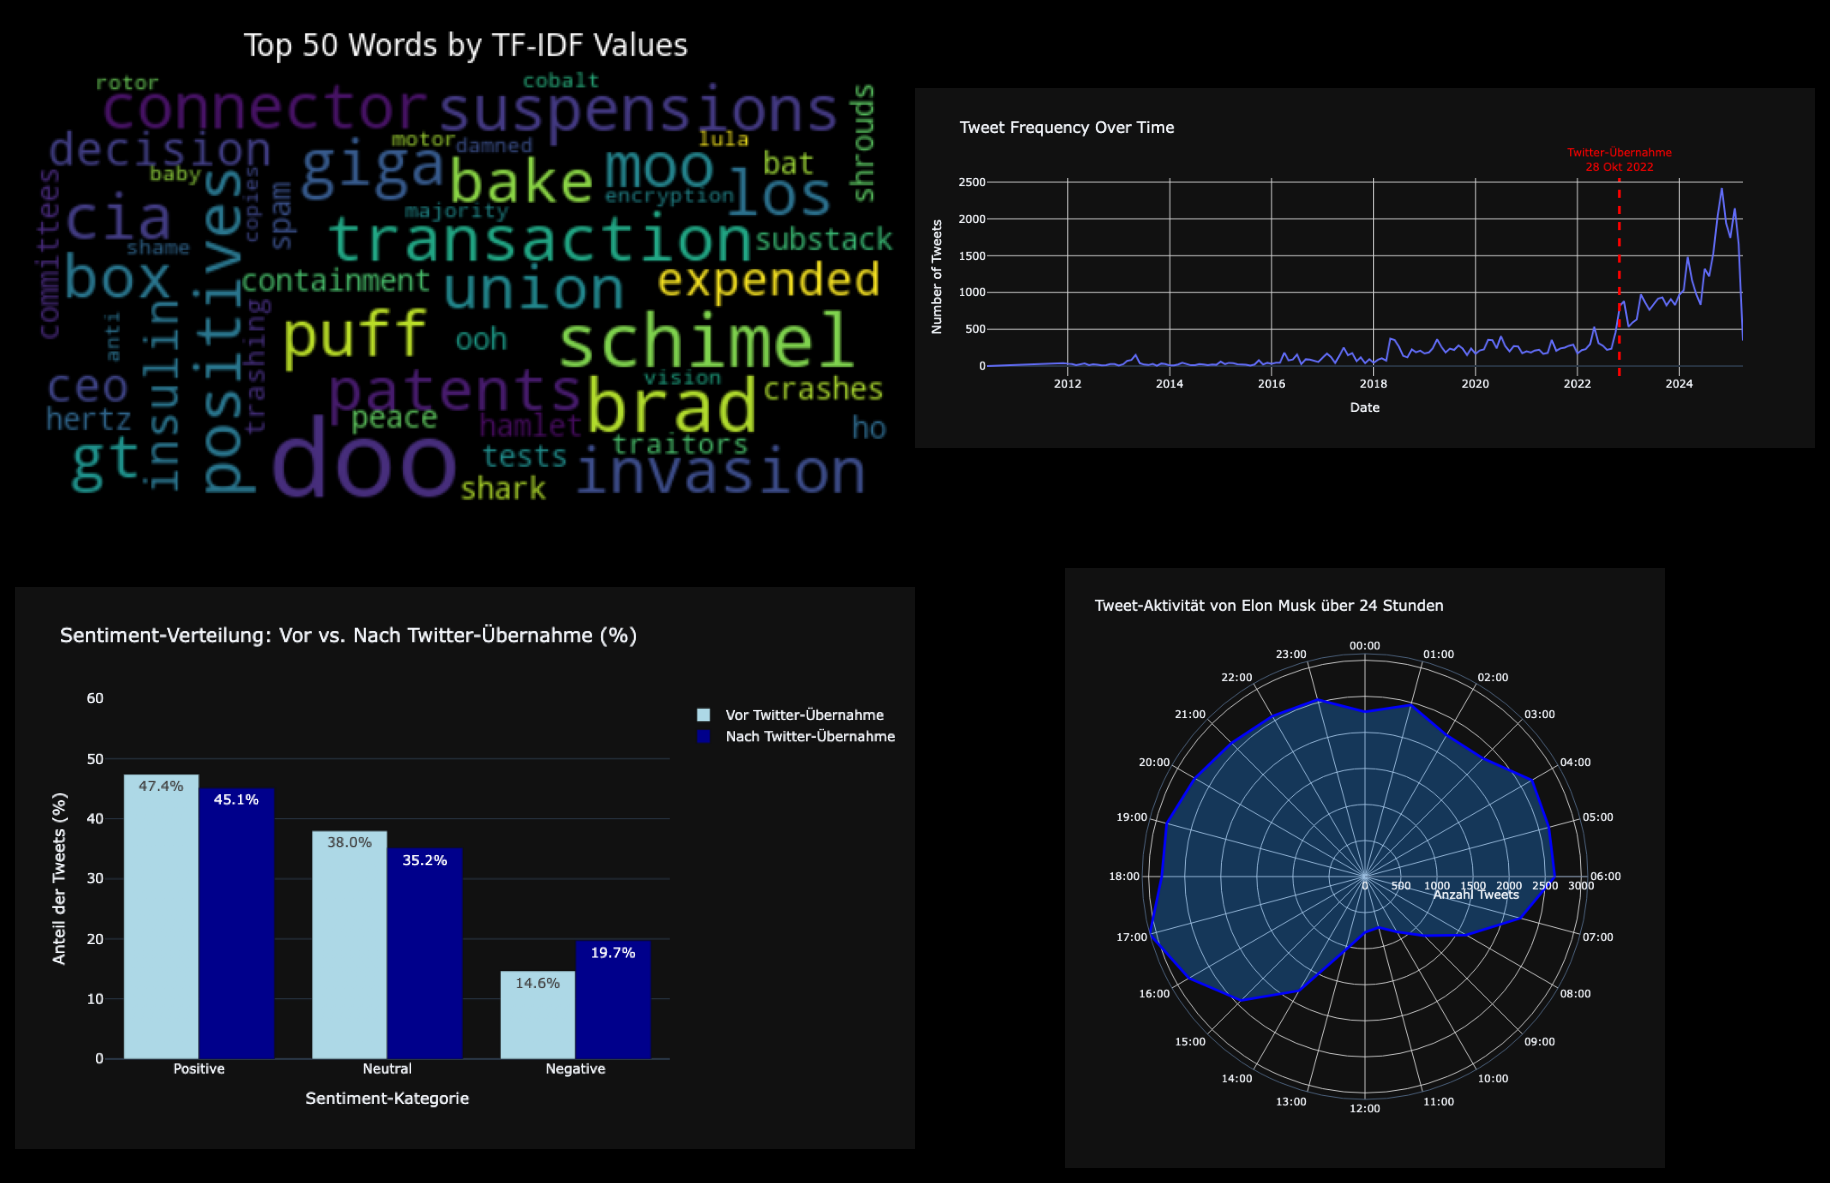 Top 50 Words by TF-IDF Values
rotor
cobalt
connector
suspensions
shrouds
decision
motor
damned
lula
giga
bake
moo
bat
los
baby
copies
spam
encryption
committees
cia
positives
majority
shame
transaction
substack
box
containment
union
expended
anti
insulin
trashing
puff
ooh
schimel
ceo
patents
vision
crashes
hertz
peace
hamlet
brad
ho
gt
doo
tests
traitors
invasion
shark
Tweet Frequency Over Time
Twitter-Übernahme
28 Okt 2022
Number of Tweets
2500
2000
1500
1000
500
0
2012 2014 2016 2018 2020 2022 2024
Date
Sentiment-Verteilung: Vor vs. Nach Twitter-Übernahme (%)
Vor Twitter-Übernahme
Nach Twitter-Übernahme
Anteil der Tweets (%)
60
50
40
30
20
10
0
47.4%
45.1%
38.0%
35.2%
14.6%
19.7%
Positive Neutral Negative
Sentiment-Kategorie
Tweet-Aktivität von Elon Musk über 24 Stunden
00:00
01:00
02:00
03:00
04:00
05:00
06:00
07:00
08:00
09:00
10:00
11:00
12:00
13:00
14:00
15:00
16:00
17:00
18:00
19:00
20:00
21:00
22:00
23:00
0 500 1000 1500 2000 2500 3000
Anzahl Tweets